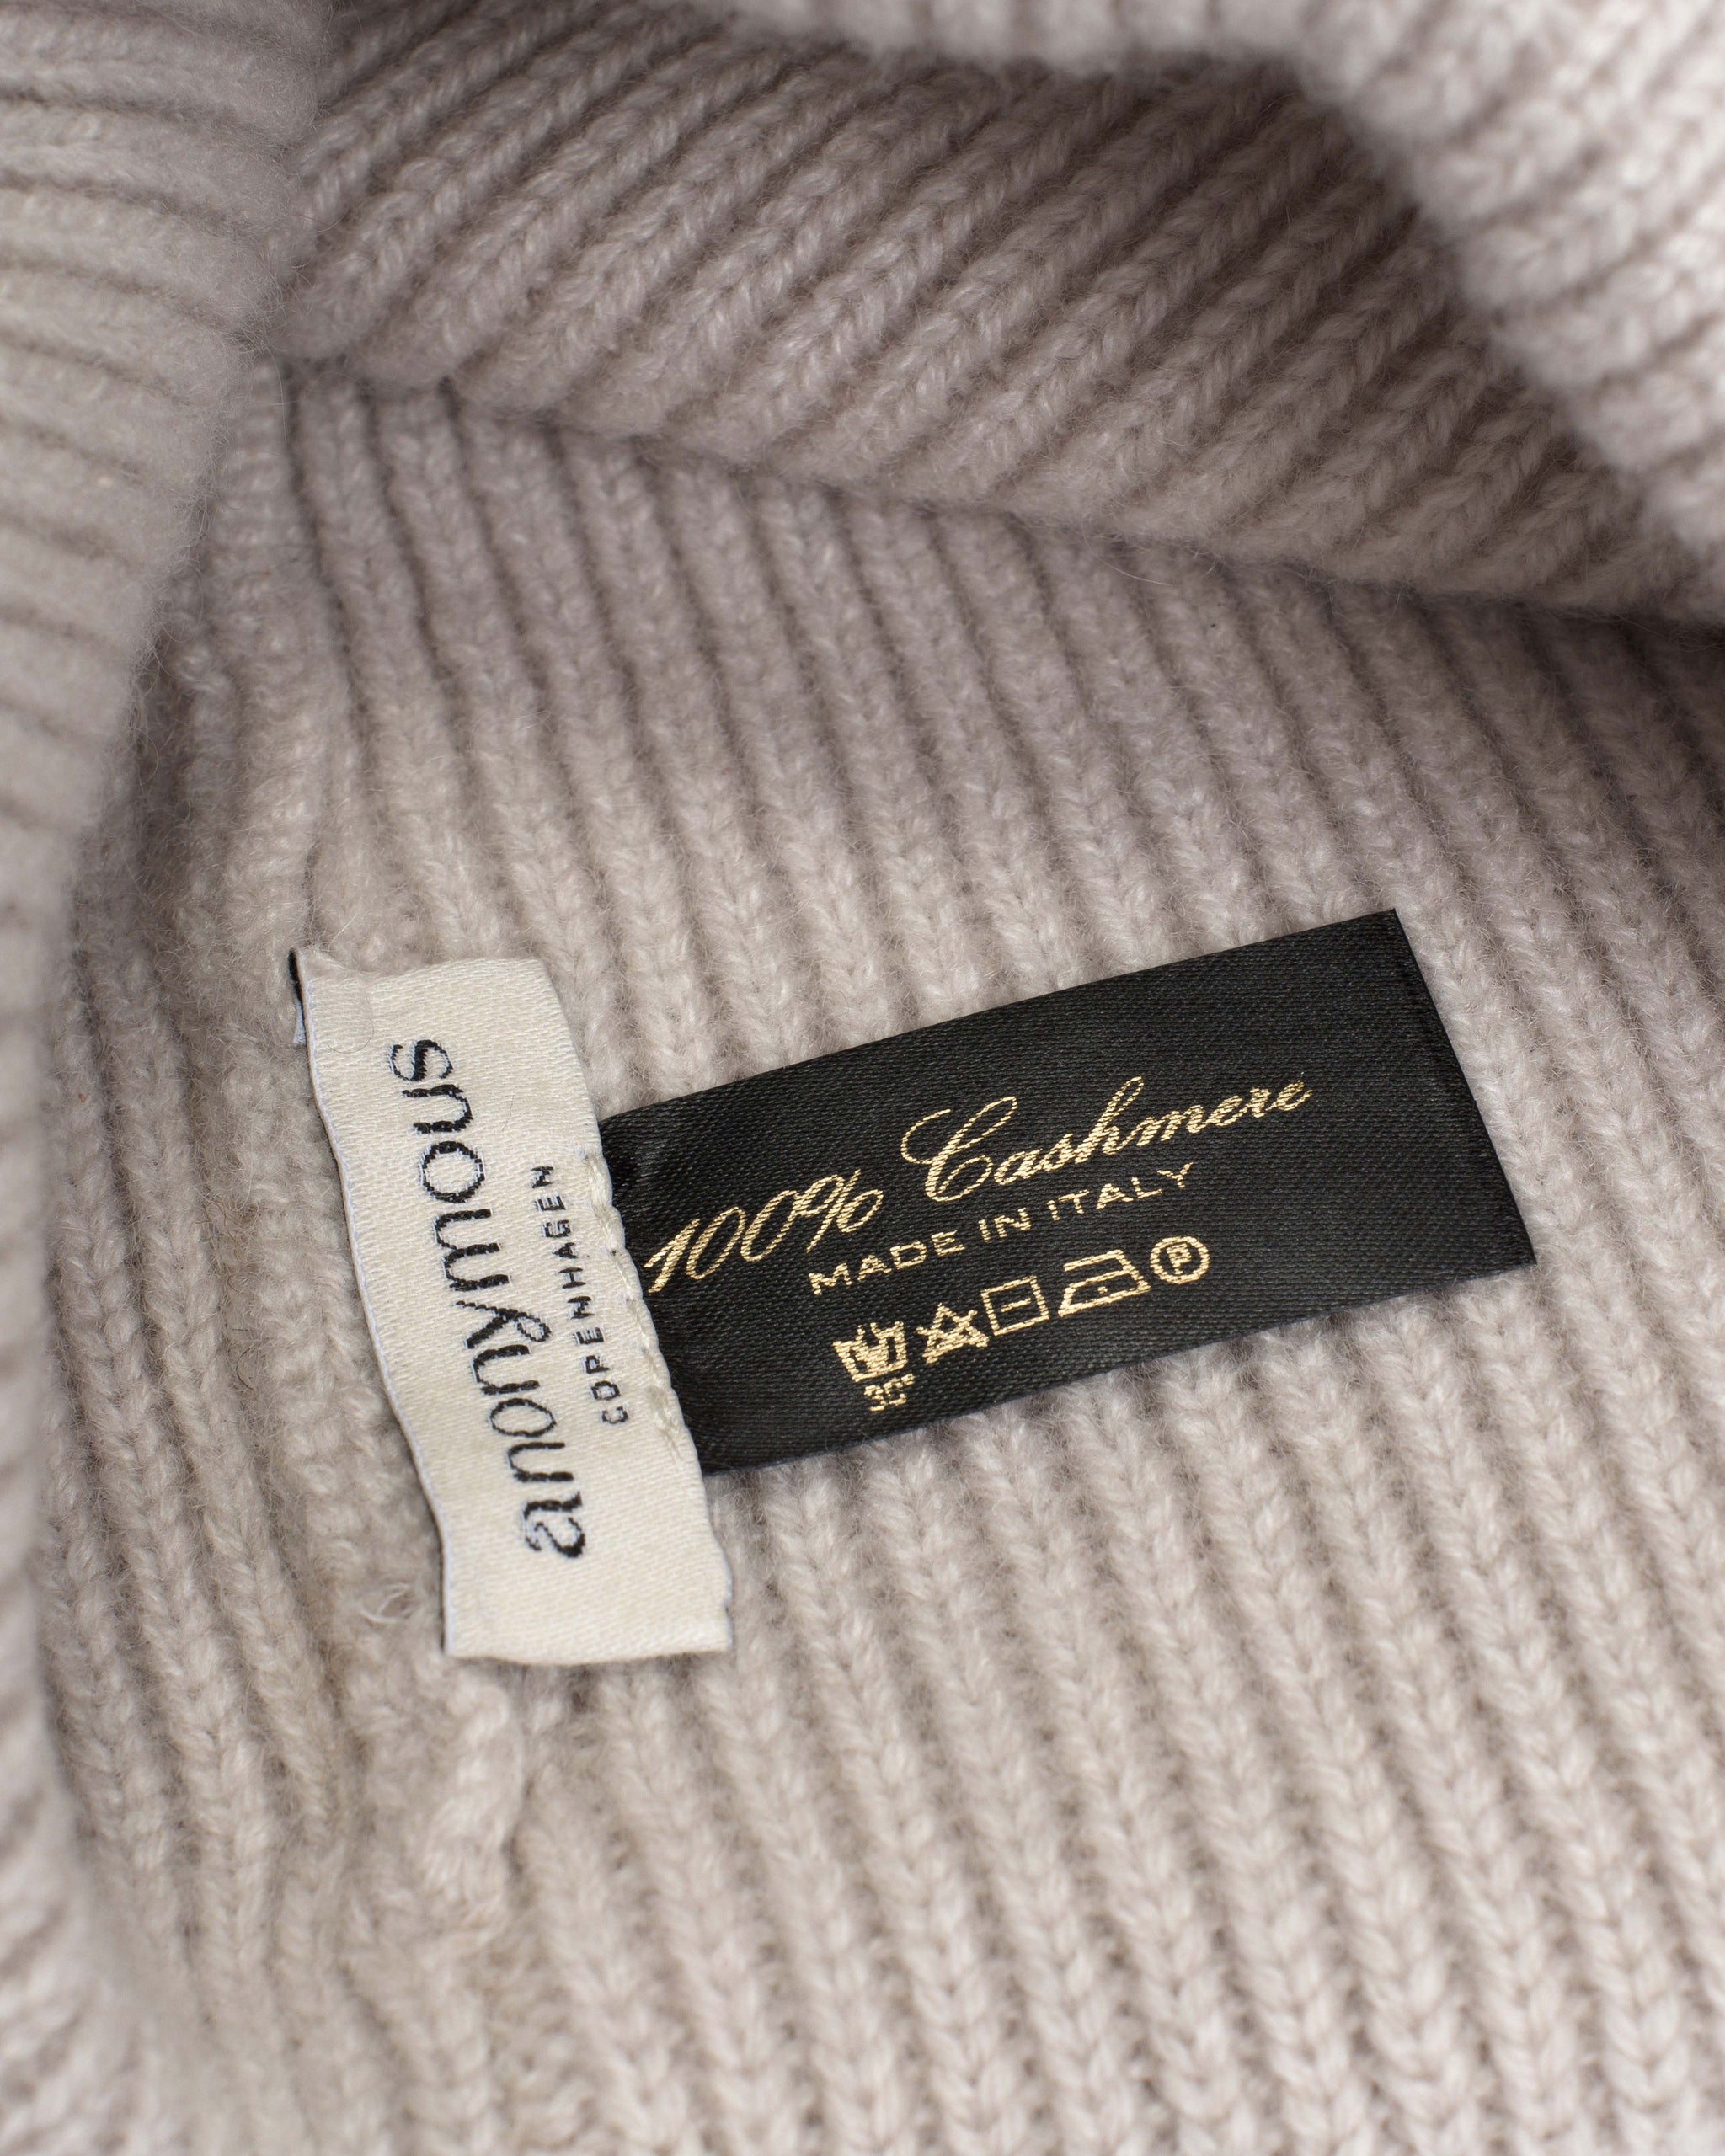 anonymous
COPENHAGEN
100% Cashmere
MADE IN ITALY
P
30°